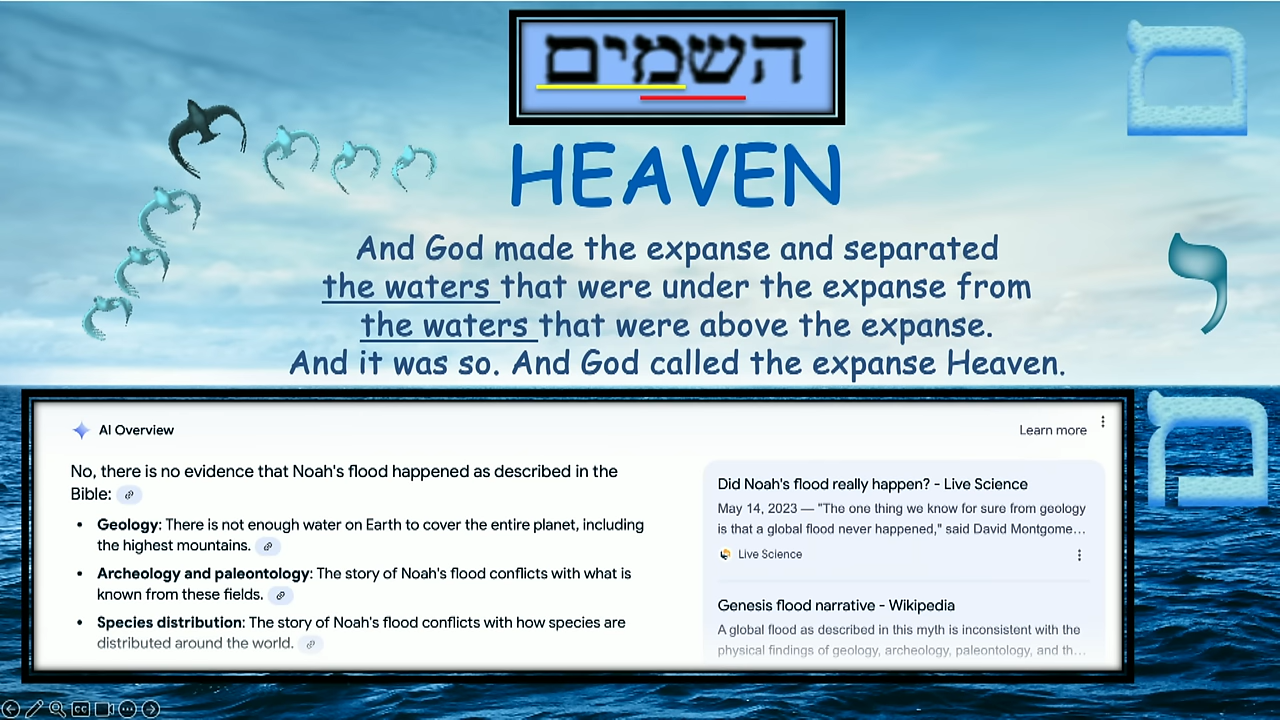 השמים
HEAVEN
And God made the expanse and separated
the waters that were under the expanse from
the waters that were above the expanse.
And it was so. And God called the expanse Heaven.
ם
י
מ
AI Overview
Learn more
No, there is no evidence that Noah's flood happened as described in the
Bible:
• Geology: There is not enough water on Earth to cover the entire planet, including
the highest mountains.
• Archeology and paleontology: The story of Noah's flood conflicts with what is
known from these fields.
• Species distribution: The story of Noah's flood conflicts with how species are
distributed around the world.
Did Noah's flood really happen? - Live Science
May 14, 2023 — "The one thing we know for sure from geology
is that a global flood never happened," said David Montgome...
Live Science
Genesis flood narrative - Wikipedia
A global flood as described in this myth is inconsistent with the
physical findings of geology, archeology, paleontology, and th...
CC